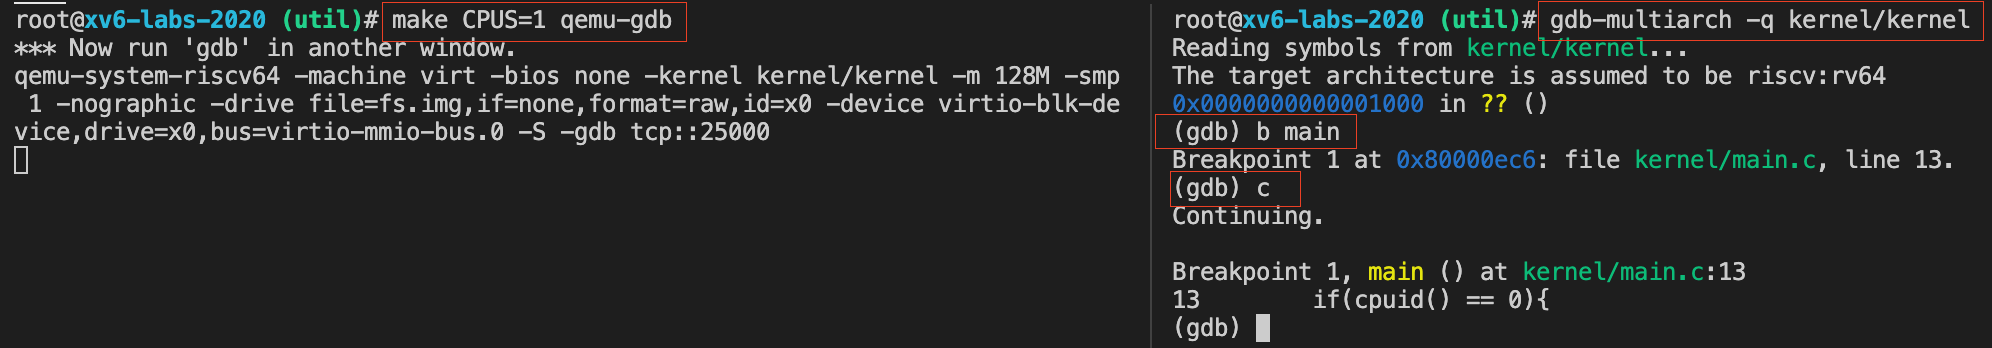 root@xv6-labs-2020 (util)# make CPUS=1 qemu-gdb
*** Now run 'gdb' in another window.
qemu-system-riscv64 -machine virt -bios none -kernel kernel/kernel -m 128M -smp
 1 -nographic -drive file=fs.img,if=none,format=raw,id=x0 -device virtio-blk-de
vice,drive=x0,bus=virtio-mmio-bus.0 -S -gdb tcp::25000
root@xv6-labs-2020 (util)# gdb-multiarch -q kernel/kernel
Reading symbols from kernel/kernel...
The target architecture is assumed to be riscv:rv64
0x0000000000001000 in ?? ()
(gdb) b main
Breakpoint 1 at 0x80000ec6: file kernel/main.c, line 13.
(gdb) c
Continuing.
Breakpoint 1, main () at kernel/main.c:13
13        if(cpuid() == 0){
(gdb)